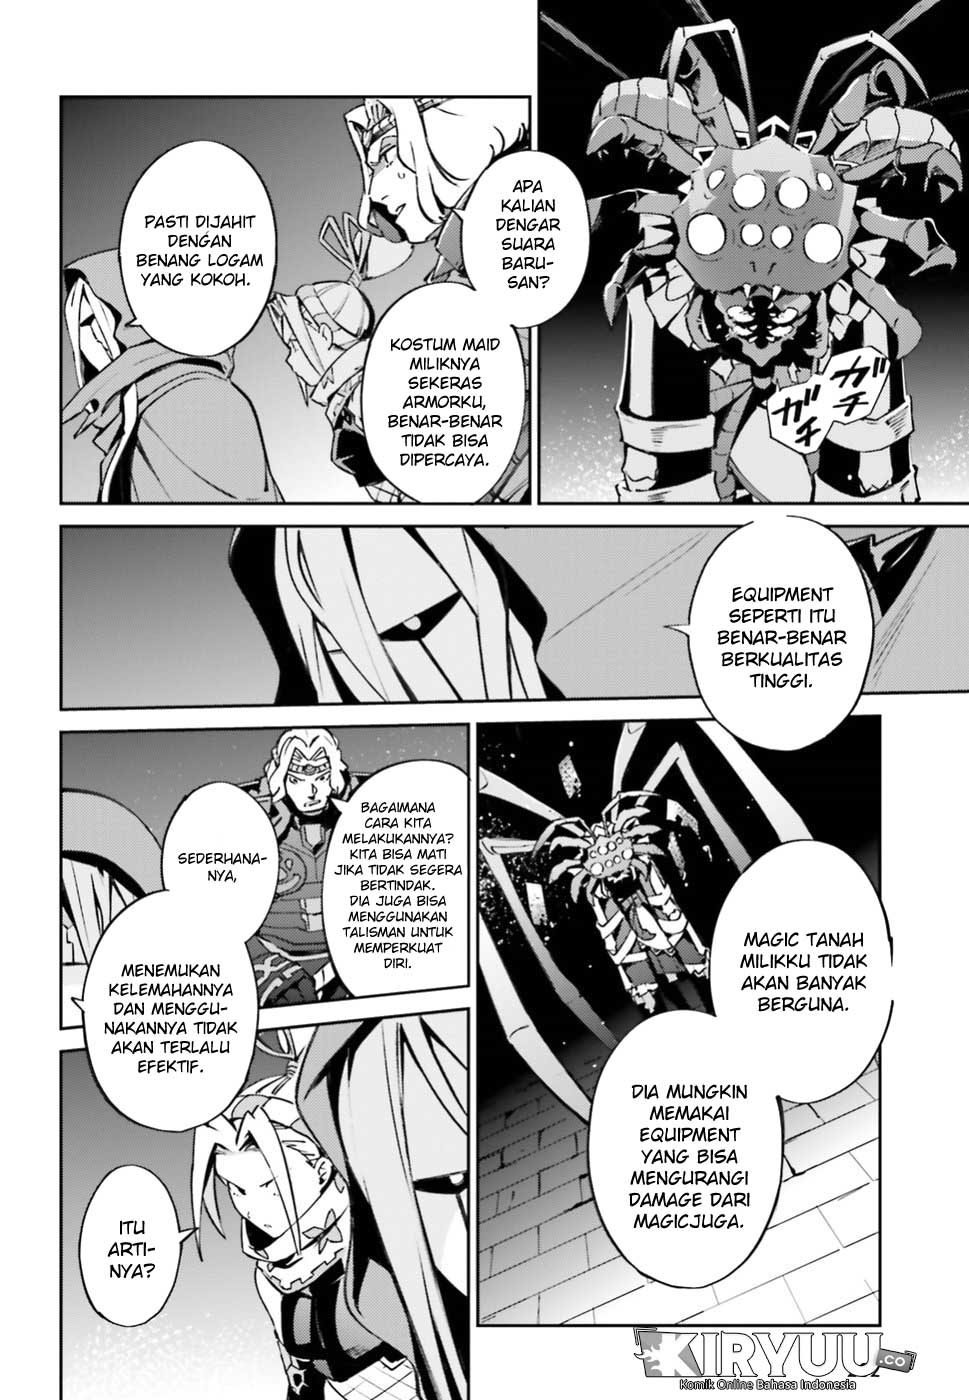 APA
KALIAN
DENGAR
SUARA
BARU-
SAN?
ガチ
ガチ
KOSTUM MAID
MILIKNYA
SEKERAS
ARMORKU,
BENAR-BENAR
TIDAK BISA
DIPERCAYA.
PASTI DIJAHIT
DENGAN
BENANG LOGAM
YANG KOKOH.
EQUIPMENT
SEPERTI ITU
BENAR-BENAR
BERKUALITAS
TINGGI.
MAGIC TANAH
MILIKKU TIDAK
AKAN BANYAK
BERGUNA.
DIA MUNGKIN
MEMAKAI
EQUIPMENT
YANG BISA
MENGURANGI
DAMAGE DARI
MAGICJUGA.
BAGAIMANA
CARA KITA
MELAKUKANNYA?
KITA BISA MATI
JIKA TIDAK SEGERA
BERTINDAK.
DIA JUGA BISA
MENGGUNAKAN
TALISMAN UNTUK
MEMPERKUAT
DIRI.
SEDERHANA-
NYA,
MENEMUKAN
KELEMAHANNYA
DAN MENGGU-
NAKANNYA TIDAK
AKAN TERLALU
EFEKTIF.
ITU
ARTI-
NYA?
KIRYUU.CO
Komik Online Bahasa Indonesia